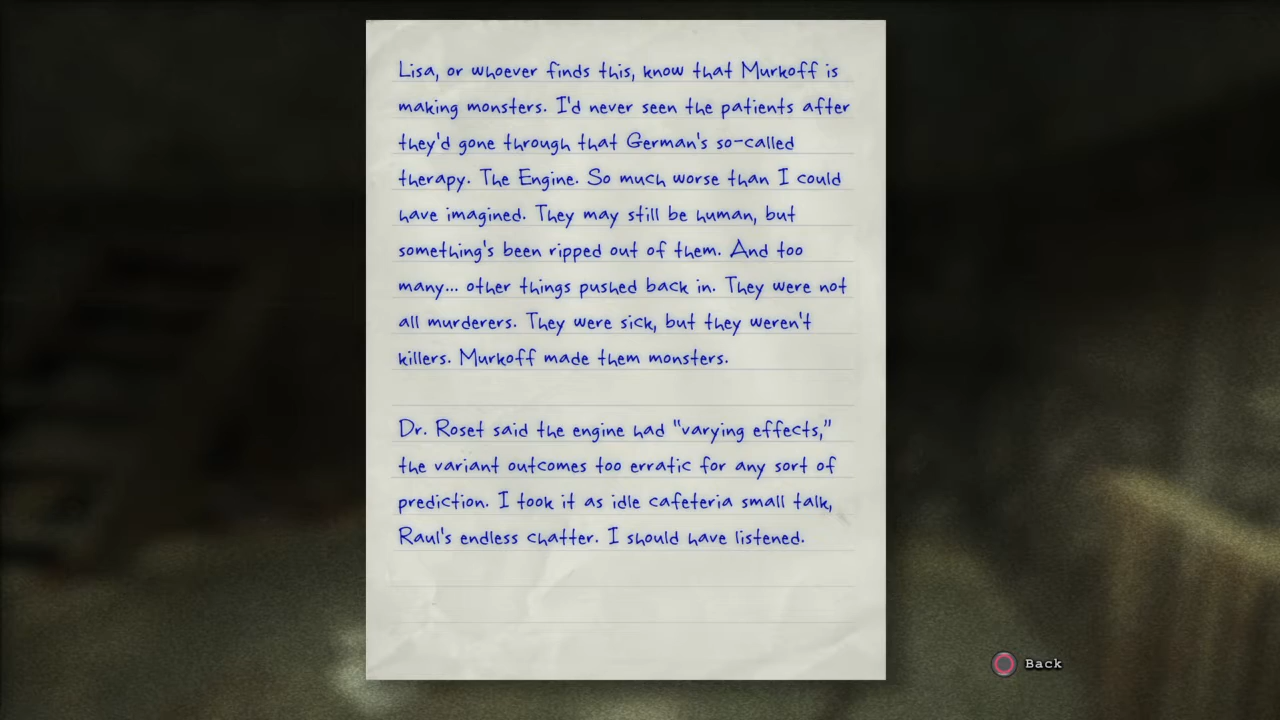 Lisa, or whoever finds this, know that Murkoff is
making monsters. I'd never seen the patients after
they'd gone through that German's so-called
therapy. The Engine. So much worse than I could
have imagined. They may still be human, but
something's been ripped out of them. And too
many... other things pushed back in. They were not
all murderers. They were sick, but they weren't
killers. Murkoff made them monsters.
Dr. Roset said the engine had "varying effects,"
the variant outcomes too erratic for any sort of
prediction. I took it as idle cafeteria small talk,
Raul's endless chatter. I should have listened.
Back